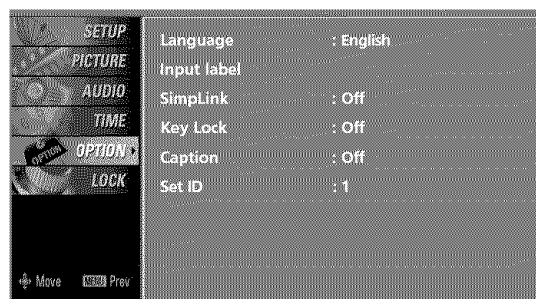 SETUP
PICTURE
AUDIO
TIME
OPTION
OPTION
LOCK
Move MENU Prev
Language : English
Input label
SimpLink : Off
Key Lock : Off
Caption : Off
Set ID : 1